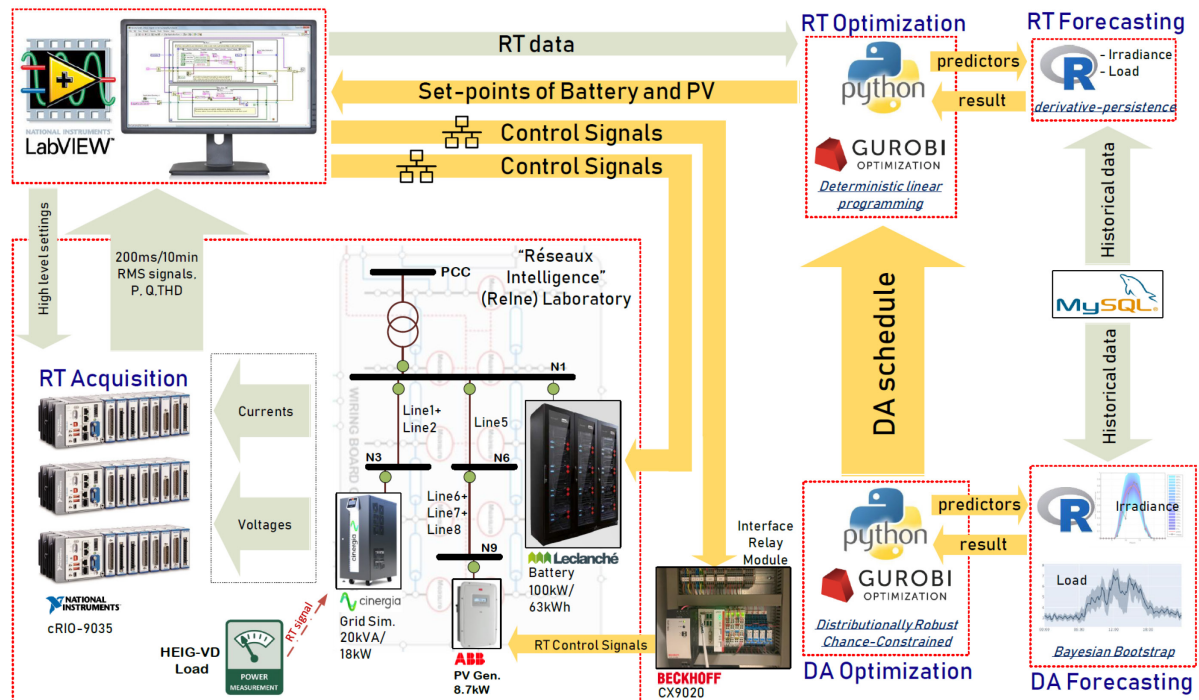 RT Optimization
RT Forecasting
RT data
Set-points of Battery and PV
Control Signals
Control Signals
NATIONAL INSTRUMENTS
LabVIEW™
python
GUROBI
OPTIMIZATION
Deterministic linear
programming
predictors
result
R
- Irradiance
- Load
derivative-persistence
High level settings
200ms/10min
RMS signals,
P, Q,THD
"Réseaux
Intelligence"
(ReIne) Laboratory
PCC
Historical data
MySQL®
Historical data
DA schedule
RT Acquisition
Currents
Voltages
WIRING BOARD
N1
Line1+
Line2
Line5
N3
N6
Line6+
Line7+
Line8
N9
cinergia
cinergia
Grid Sim.
20kVA/
18kW
Leclanché
Battery
100kW/
63kWh
ABB
PV Gen.
8.7kW
NATIONAL
INSTRUMENTS
cRIO-9035
HEIG-VD
Load
POWER
MEASUREMENT
RT signal
RT Control Signals
Interface
Relay
Module
BECKHOFF
CX9020
python
GUROBI
OPTIMIZATION
Distributionally Robust
Chance-Constrained
DA Optimization
predictors
result
R
Irradiance
Load
Bayesian Bootstrap
DA Forecasting